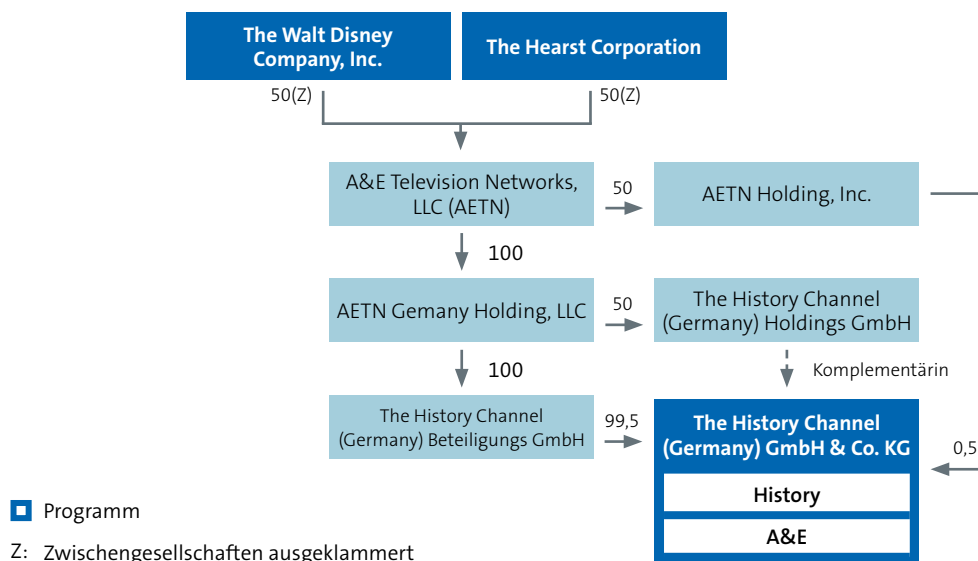 The Walt Disney
Company, Inc.
The Hearst Corporation
50(Z)
50(Z)
A&E Television Networks,
LLC (AETN)
50
AETN Holding, Inc.
100
AETN Gemany Holding, LLC
50
The History Channel
(Germany) Holdings GmbH
100
Komplementärin
The History Channel
(Germany) Beteiligungs GmbH
99,5
The History Channel
(Germany) GmbH & Co. KG
0,5
History
A&E
Programm
Z: Zwischengesellschaften ausgeklammert